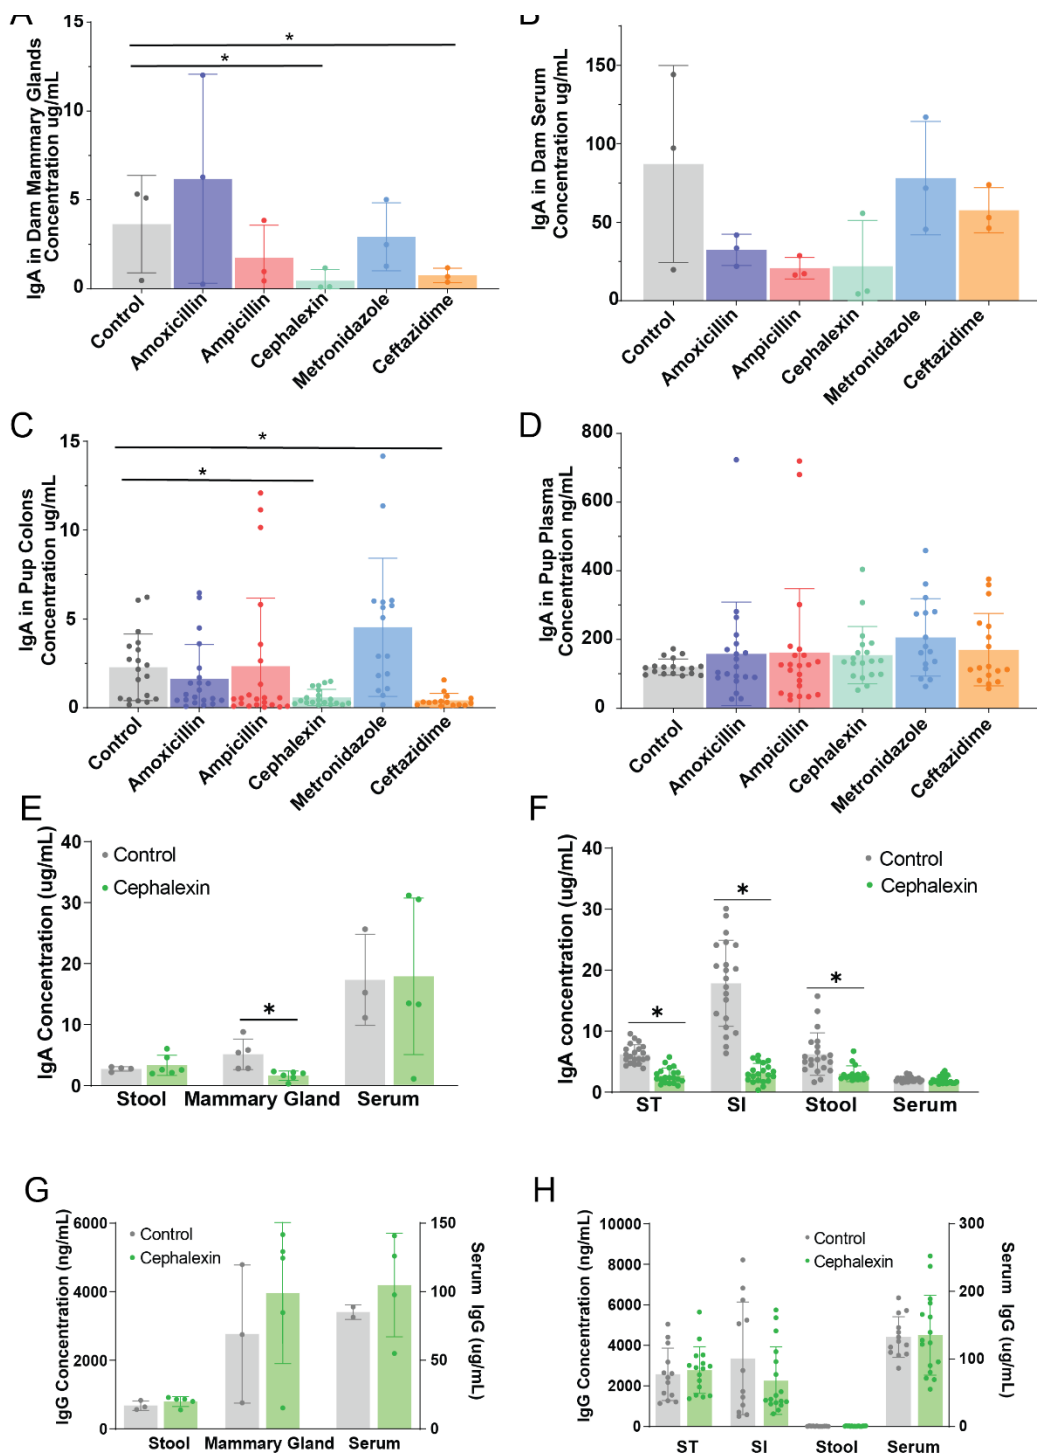 A
IgA in Dam Mammary Glands
Concentration ug/mL
15
10
5
0
*
*
Control
Amoxicillin
Ampicillin
Cephalexin
Metronidazole
Ceftazidime
B
IgA in Dam Serum
Concentration ug/mL
150
100
50
0
Control
Amoxicillin
Ampicillin
Cephalexin
Metronidazole
Ceftazidime
C
IgA in Pup Colons
Concentration ug/mL
15
10
5
0
*
*
Control
Amoxicillin
Ampicillin
Cephalexin
Metronidazole
Ceftazidime
D
IgA in Pup Plasma
Concentration ng/mL
800
600
400
200
0
Control
Amoxicillin
Ampicillin
Cephalexin
Metronidazole
Ceftazidime
E
IgA Concentration (ug/mL)
40
30
20
10
0
Control
Cephalexin
*
Stool Mammary Gland Serum
F
IgA concentration (ug/mL)
40
30
20
10
0
Control
Cephalexin
*
*
*
ST SI Stool Serum
G
IgG Concentration (ng/mL)
6000
4000
2000
0
Control
Cephalexin
150
100
50
0
Serum IgG (ug/mL)
Stool Mammary Gland Serum
H
IgG Concentration (ng/mL)
10000
8000
6000
4000
2000
0
Control
Cephalexin
300
200
100
0
Serum IgG (ug/mL)
ST SI Stool Serum